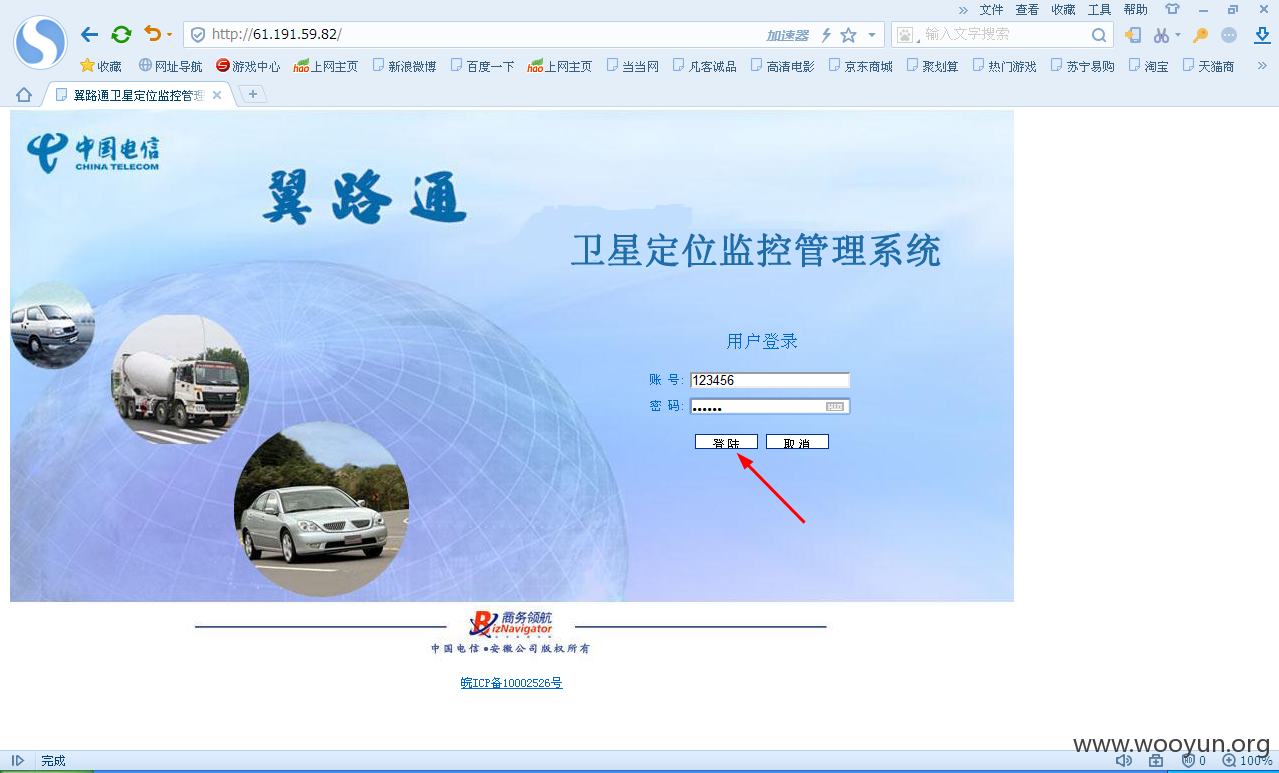 » 文件 查看 收藏 工具 帮助
http://61.191.59.82/ 加速器 输入文字搜索
收藏 网址导航 游戏中心 hao 上网主页 新浪微博 百度一下 hao 上网主页 当当网 凡客诚品 高清电影 京东商城 聚划算 热门游戏 苏宁易购 淘宝 天猫商 »
翼路通卫星定位监控管理
中国电信
CHINA TELECOM
翼路通
卫星定位监控管理系统
用户登录
账 号: 123456
密 码: ••••••
登 陆 取 消
商务领航
BizNavigator
中国电信•安徽公司版权所有
皖ICP备10002526号
www.wooyun.org
完成 0 100%